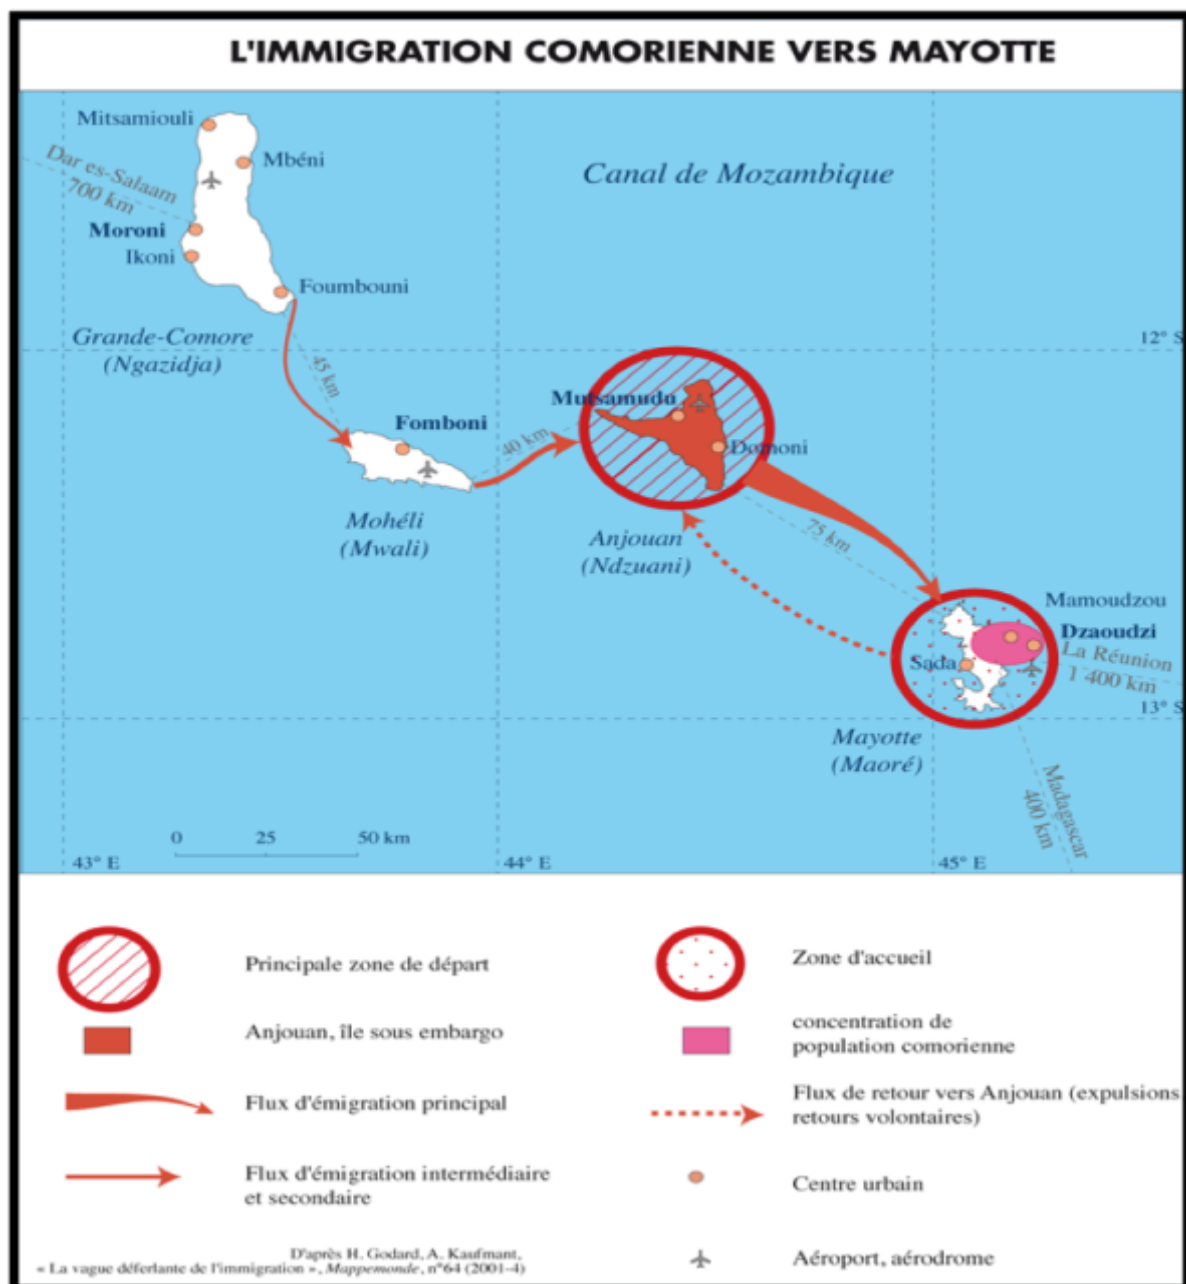 L'IMMIGRATION COMORIENNE VERS MAYOTTE
Mitsamiouli
Mbéni
Dar es-Salaam
700 km
Canal de Mozambique
Moroni
Ikoni
Foumbouni
Grande-Comore
(Ngazidja)
12° S
45 km
Mutsamudu
Fomboni
40 km
Domoni
Mohéli
(Mwali)
Anjouan
(Ndzuani)
75 km
Mamoudzou
Dzaoudzi
La Réunion
1 400 km
Sada
13° S
Mayotte
(Maoré)
Madagascar
400 km
0 25 50 km
43° E 44° E 45° E
Principale zone de départ
Zone d'accueil
Anjouan, île sous embargo
concentration de
population comorienne
Flux d'émigration principal
Flux de retour vers Anjouan (expulsions
retours volontaires)
Flux d'émigration intermédiaire
et secondaire
Centre urbain
D'après H. Godard, A. Kaufmant,
« La vague déferlante de l'immigration », Mappemonde, n°64 (2001-4)
Aéroport, aérodrome